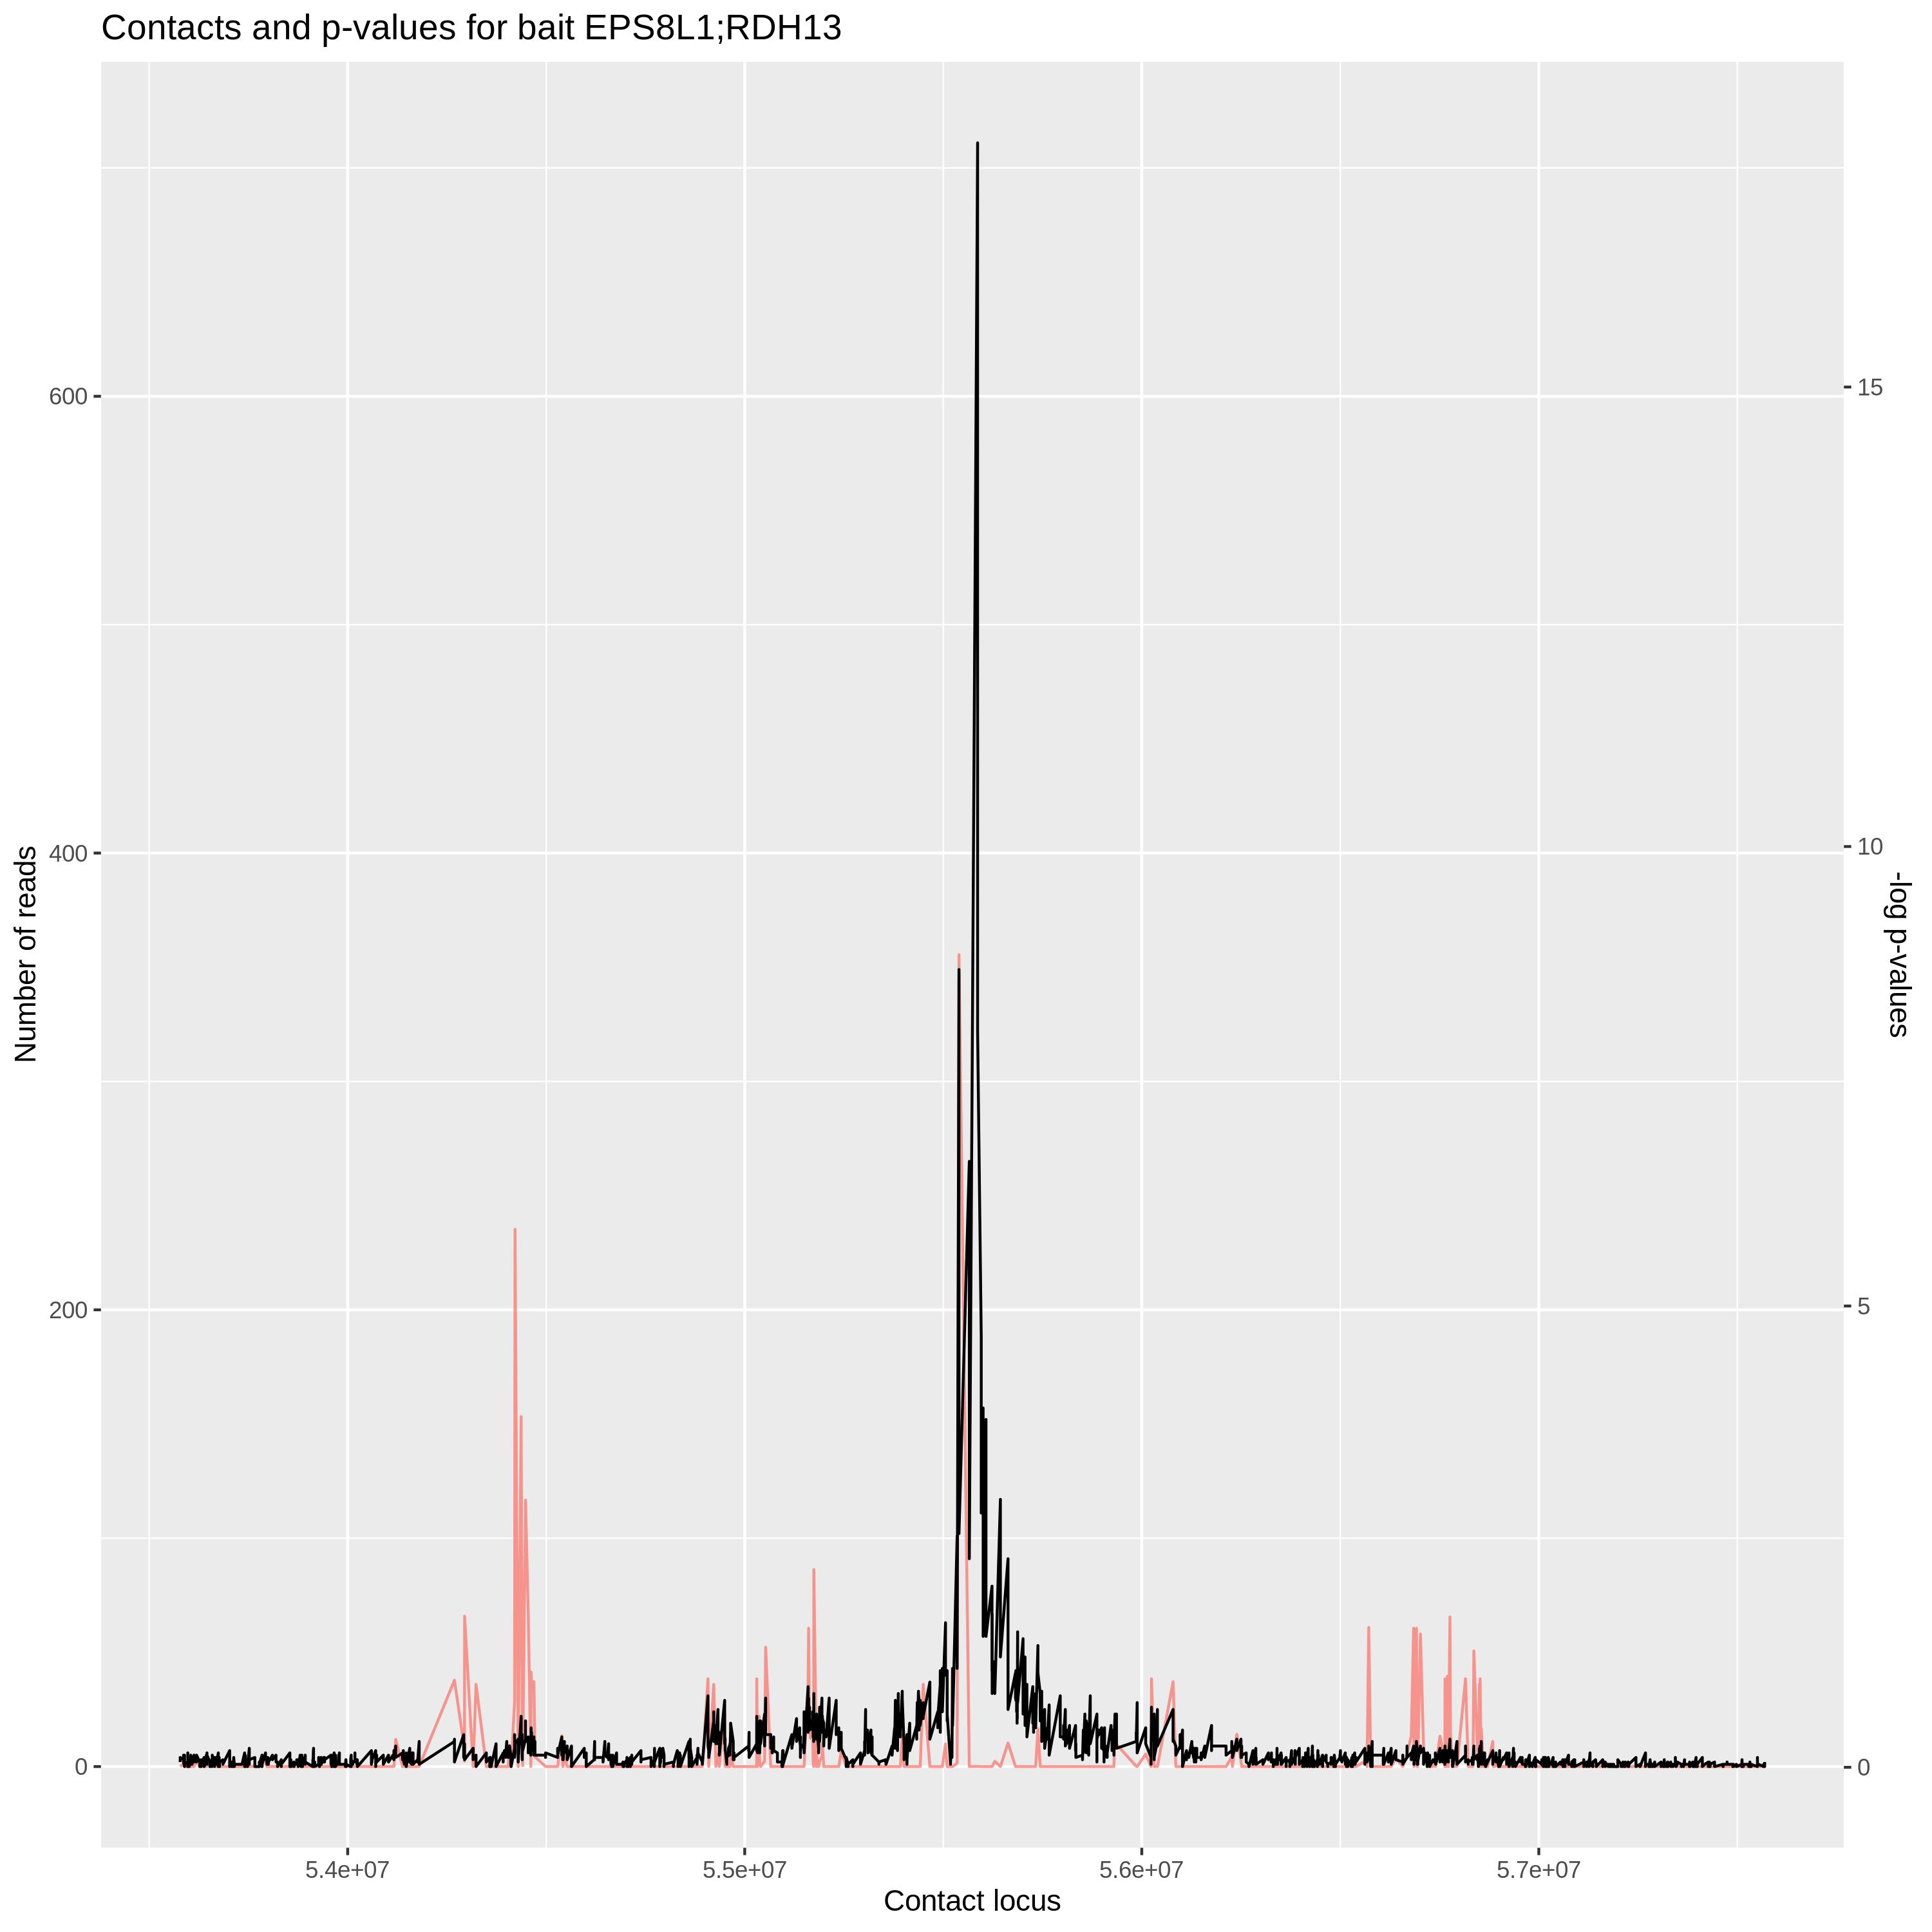 Contacts and p-values for bait EPS8L1;RDH13
Number of reads
600
400
200
0
15
10
5
0
-log p-values
5.4e+07
5.5e+07
5.6e+07
5.7e+07
Contact locus